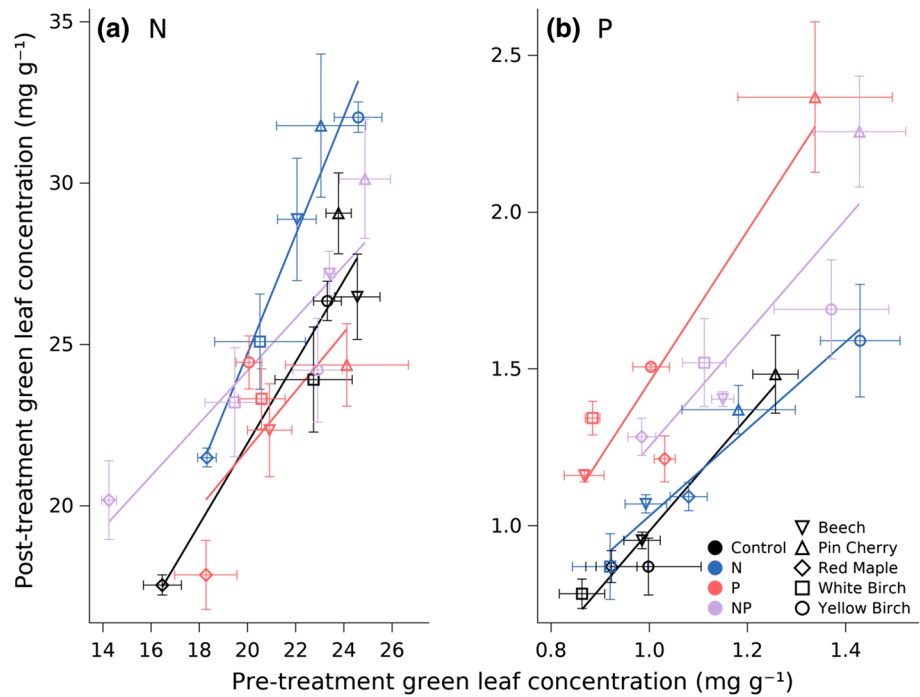 (a) N
(b) P
Post-treatment green leaf concentration (mg g⁻¹)
35
30
25
20
2.5
2.0
1.5
1.0
14 16 18 20 22 24 26
0.8 1.0 1.2 1.4
Control
N
P
NP
Beech
Pin Cherry
Red Maple
White Birch
Yellow Birch
Pre-treatment green leaf concentration (mg g⁻¹)